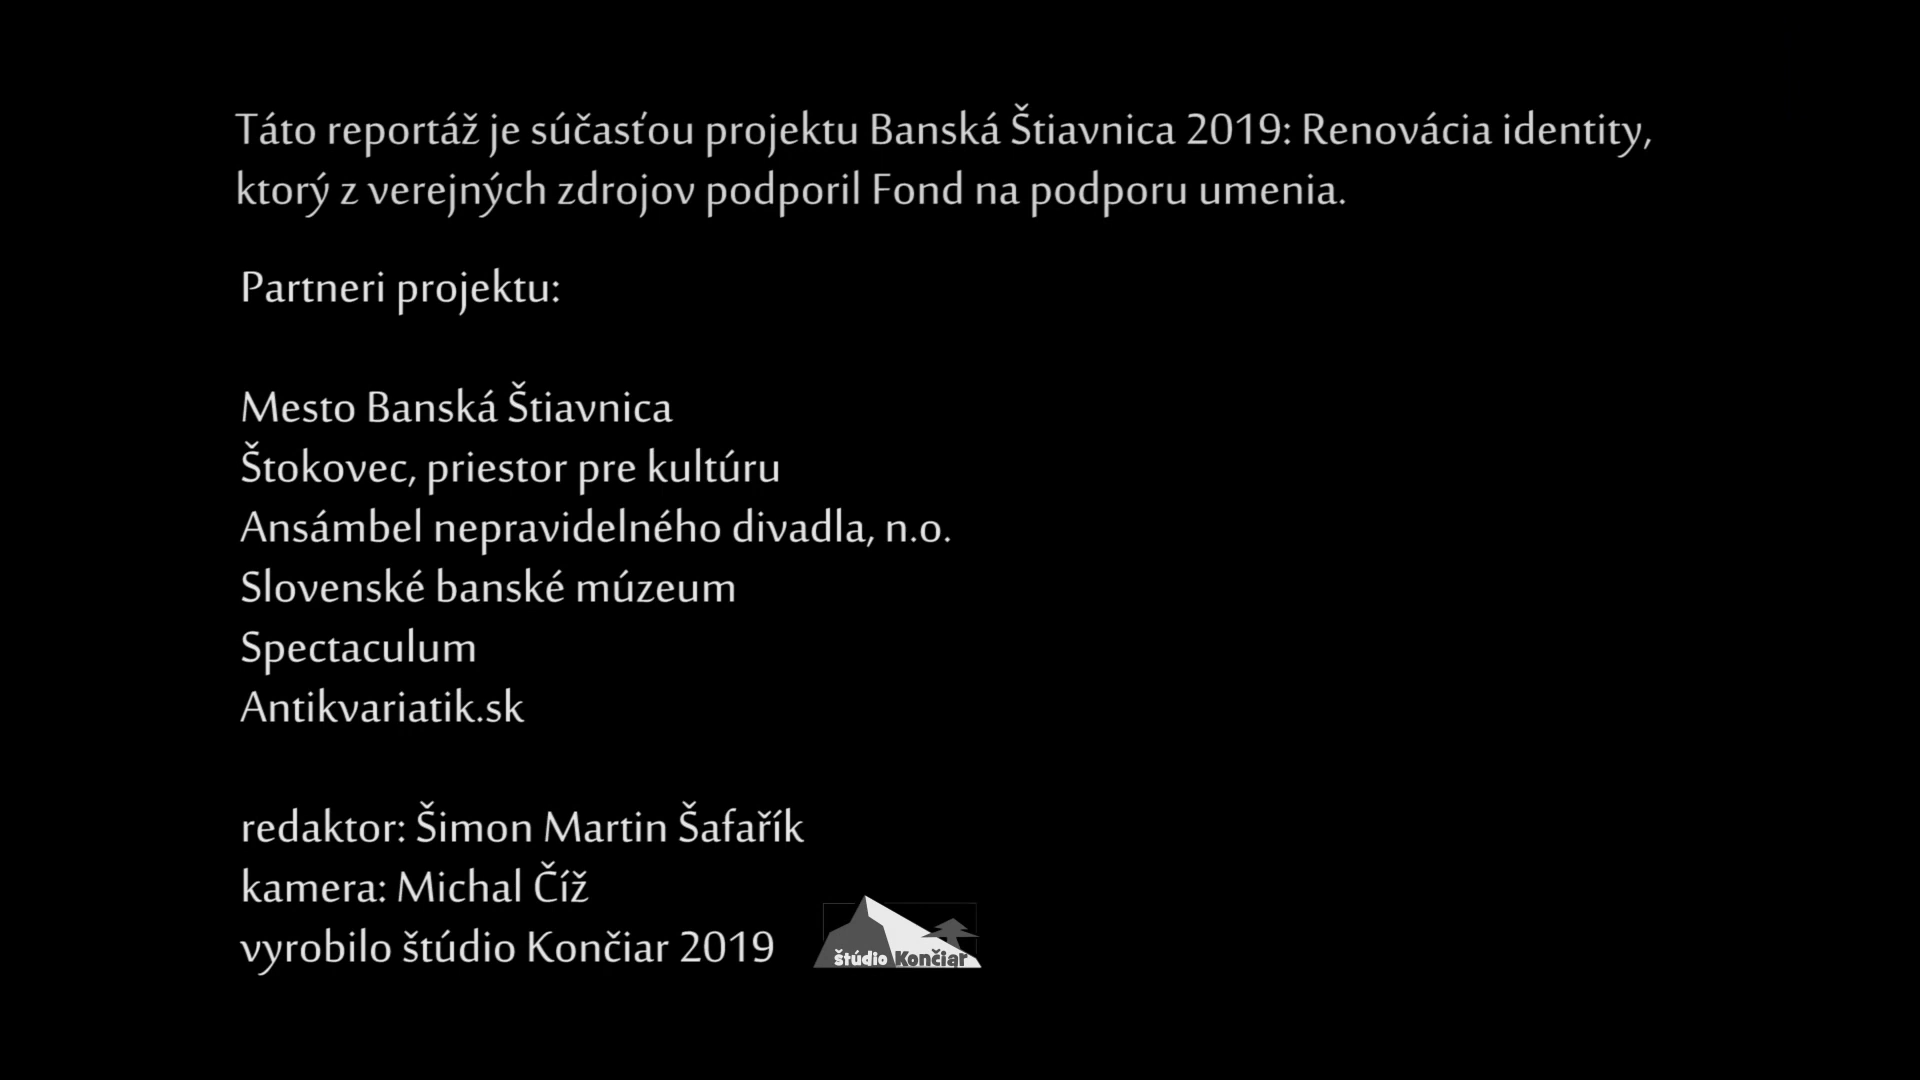 Táto reportáž je súčasťou projektu Banská Štiavnica 2019: Renovácia identity,
ktorý z verejných zdrojov podporil Fond na podporu umenia.
Partneri projektu:
Mesto Banská Štiavnica
Štokovec, priestor pre kultúru
Ansámbel nepravidelného divadla, n.o.
Slovenské banské múzeum
Spectaculum
Antikvariatik.sk
redaktor: Šimon Martin Šafařík
kamera: Michal Číž
vyrobilo štúdio Končiar 2019
štúdio Končiar